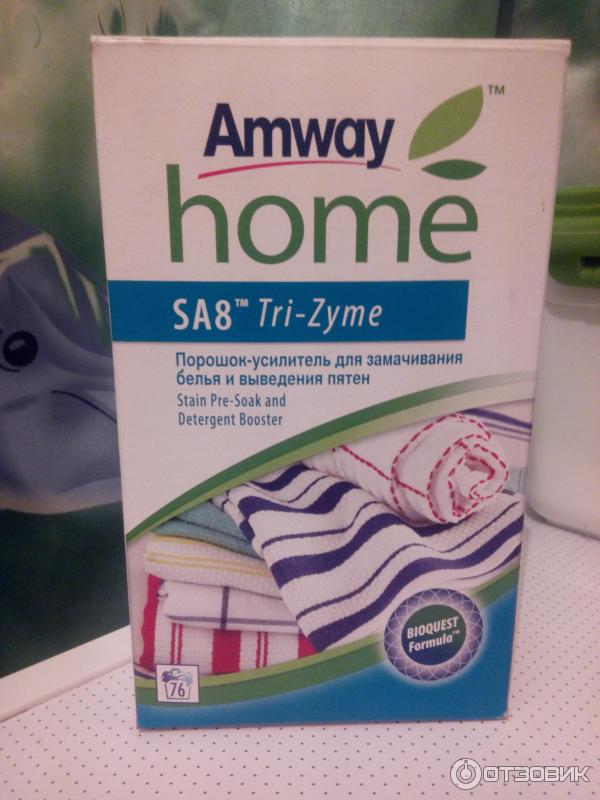 Amway
home™
SA8™ Tri-Zyme
Порошок-усилитель для замачивания
белья и выведения пятен
Stain Pre-Soak and
Detergent Booster
BIOQUEST
Formula™
76
ОТЗОВИК